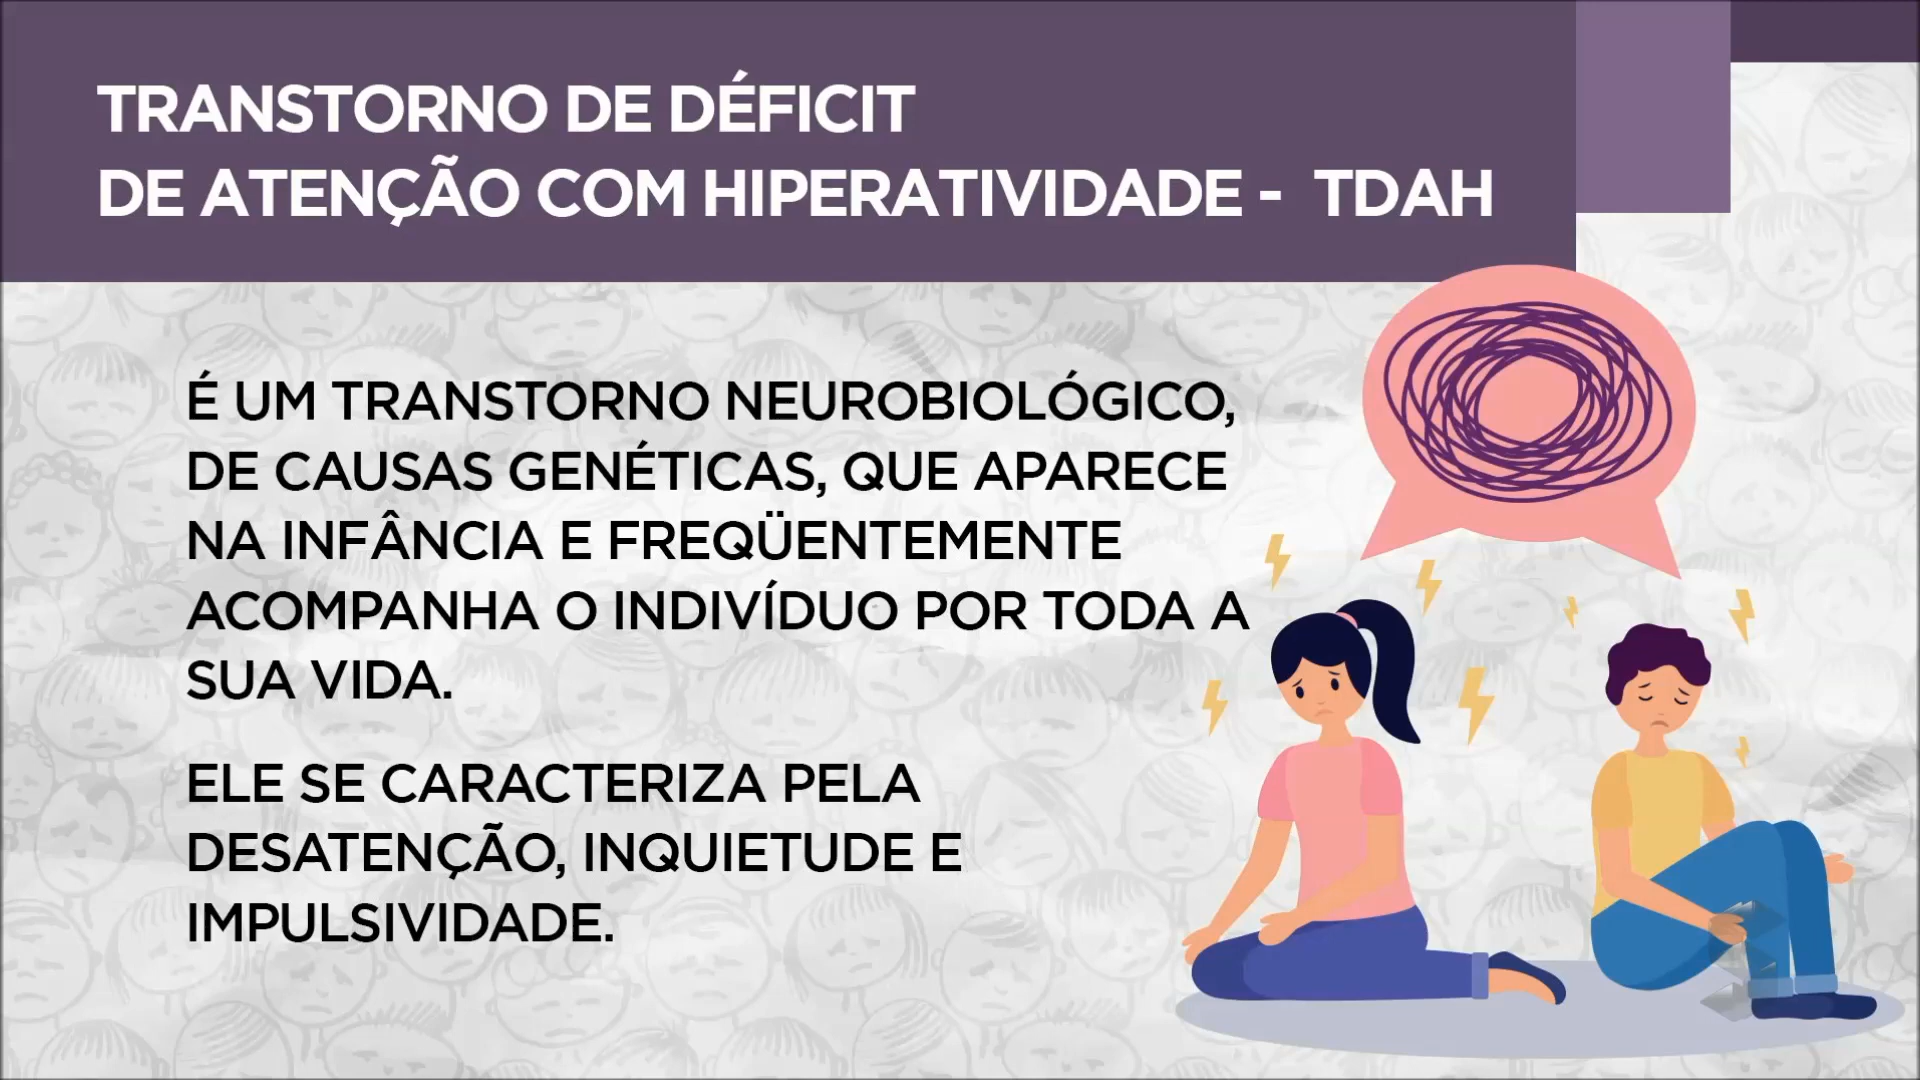 TRANSTORNO DE DÉFICIT
DE ATENÇÃO COM HIPERATIVIDADE - TDAH
É UM TRANSTORNO NEUROBIOLÓGICO,
DE CAUSAS GENÉTICAS, QUE APARECE
NA INFÂNCIA E FREQÜENTEMENTE
ACOMPANHA O INDIVÍDUO POR TODA A
SUA VIDA.
ELE SE CARACTERIZA PELA
DESATENÇÃO, INQUIETUDE E
IMPULSIVIDADE.